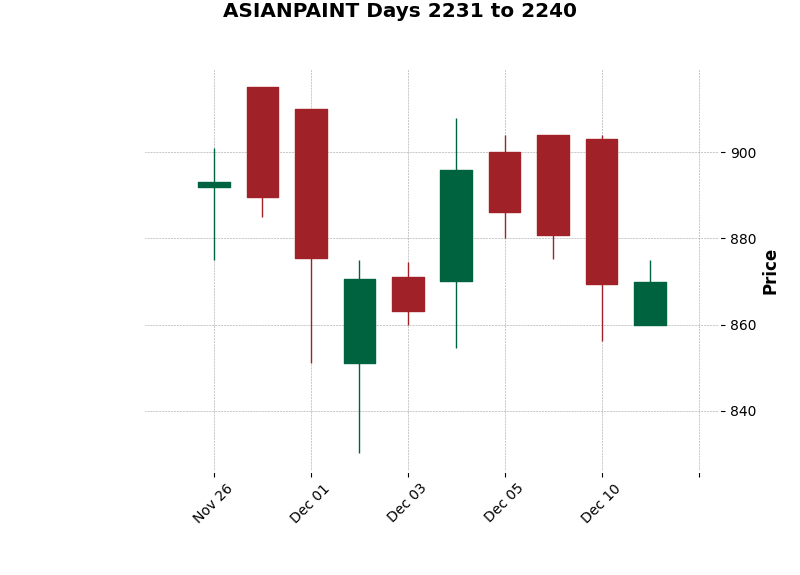 ASIANPAINT Days 2231 to 2240
900
880
860
840
Price
Nov 26
Dec 01
Dec 03
Dec 05
Dec 10